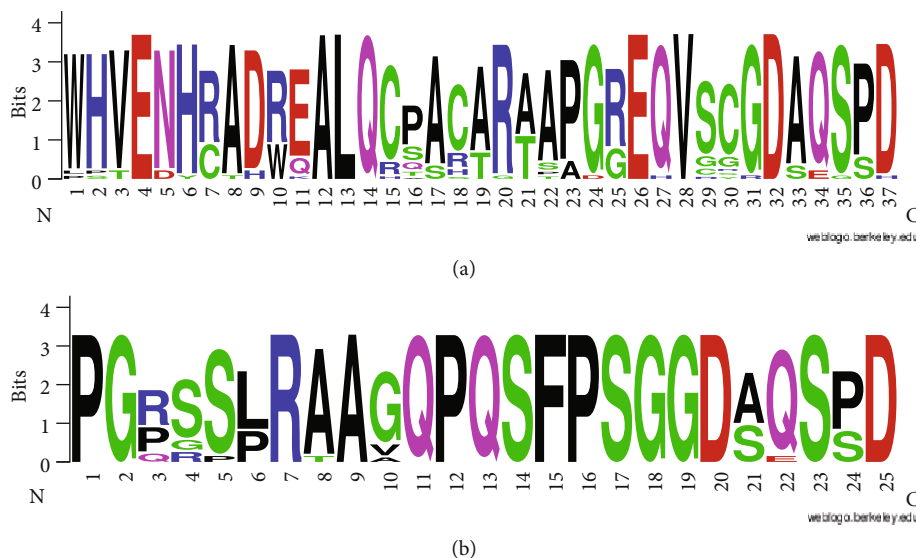 4
3
2
1
0
Bits
WHVENHRADREALQCPACARAAPGREQVSCGDAQSPD
1 2 3 4 5 6 7 8 9 10 11 12 13 14 15 16 17 18 19 20 21 22 23 24 25 26 27 28 29 30 31 32 33 34 35 36 37
N C
weblogo.berkeley.edu
(a)
4
3
2
1
0
Bits
PGRSSLRAAGQPQSFPSGGDAQSPD
P G P P T V S E S
Q R A
1 2 3 4 5 6 7 8 9 10 11 12 13 14 15 16 17 18 19 20 21 22 23 24 25
N C
weblogo.berkeley.edu
(b)